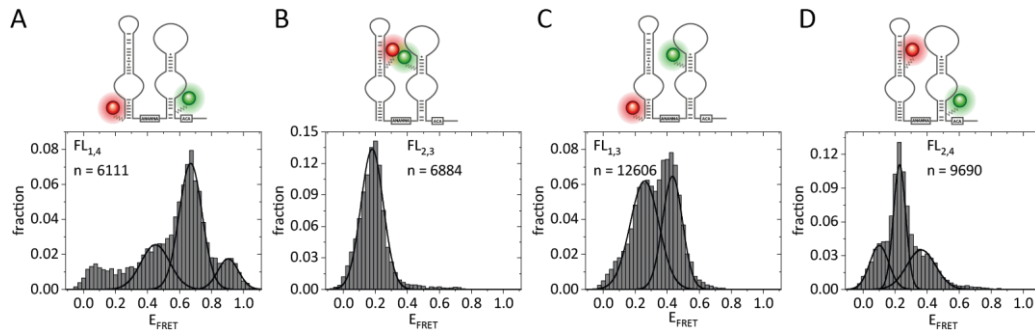 A
B
C
D
ANANNA
ACA
ANANNA
ACA
ANANNA
ACA
ANANNA
ACA
FL1,4
n = 6111
0.08
0.06
0.04
0.02
0.00
fraction
0.0 0.2 0.4 0.6 0.8 1.0
EFRET
FL2,3
n = 6884
0.15
0.12
0.09
0.06
0.03
0.00
fraction
0.0 0.2 0.4 0.6 0.8 1.0
EFRET
FL1,3
n = 12606
0.08
0.06
0.04
0.02
0.00
fraction
0.0 0.2 0.4 0.6 0.8 1.0
EFRET
FL2,4
n = 9690
0.12
0.09
0.06
0.03
0.00
fraction
0.0 0.2 0.4 0.6 0.8 1.0
EFRET